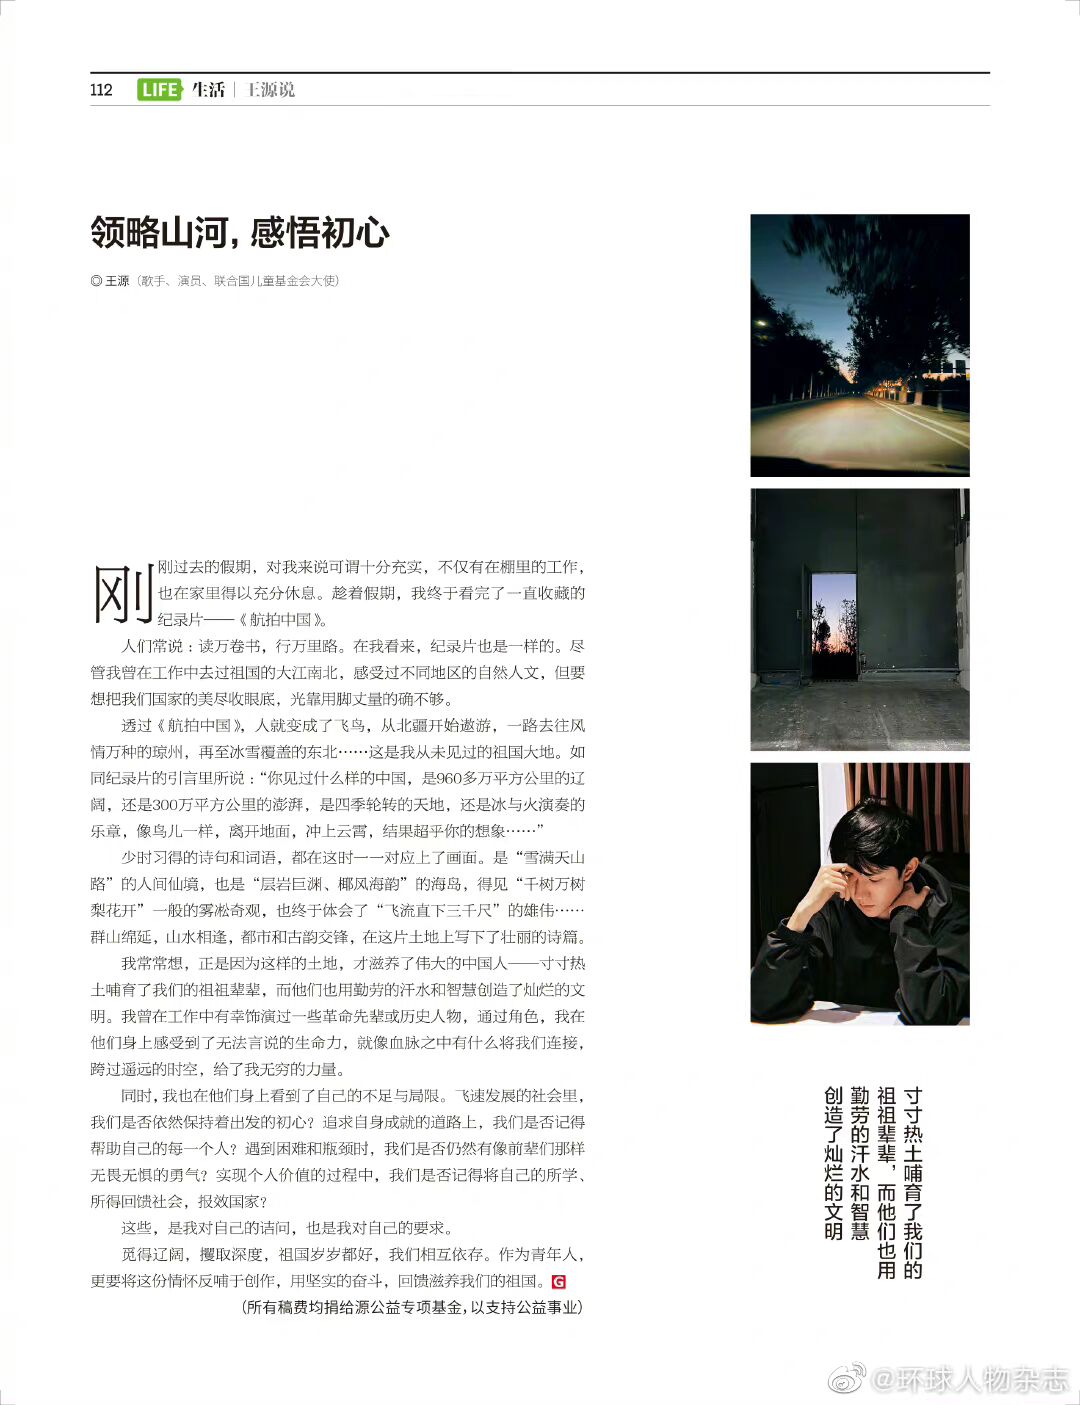 112 LIFE 生活 | 王源说
领略山河，感悟初心
◎ 王源（歌手、演员、联合国儿童基金会大使）
刚刚过去的假期，对我来说可谓十分充实，不仅有在棚里的工作，
也在家里得以充分休息。趁着假期，我终于看完了一直收藏的
纪录片——《航拍中国》。
人们常说：读万卷书，行万里路。在我看来，纪录片也是一样的。尽
管我曾在工作中去过祖国的大江南北，感受过不同地区的自然人文，但要
想把我们国家的美尽收眼底，光靠用脚丈量的确不够。
透过《航拍中国》，人就变成了飞鸟，从北疆开始遨游，一路去往风
情万种的琼州，再至冰雪覆盖的东北……这是我从未见过的祖国大地。如
同纪录片的引言里所说：“你见过什么样的中国，是960多万平方公里的辽
阔，还是300万平方公里的澎湃，是四季轮转的天地，还是冰与火演奏的
乐章，像鸟儿一样，离开地面，冲上云霄，结果超乎你的想象……”
少时习得的诗句和词语，都在这时一一对应上了画面。是“雪满天山
路”的人间仙境，也是“层岩巨渊、椰风海韵”的海岛，得见“千树万树
梨花开”一般的雾凇奇观，也终于体会了“飞流直下三千尺”的雄伟……
群山绵延，山水相逢，都市和古韵交锋，在这片土地上写下了壮丽的诗篇。
我常常想，正是因为这样的土地，才滋养了伟大的中国人——寸寸热
土哺育了我们的祖祖辈辈，而他们也用勤劳的汗水和智慧创造了灿烂的文
明。我曾在工作中有幸饰演过一些革命先辈或历史人物，通过角色，我在
他们身上感受到了无法言说的生命力，就像血脉之中有什么将我们连接，
跨过遥远的时空，给了我无穷的力量。
同时，我也在他们身上看到了自己的不足与局限。飞速发展的社会里，
我们是否依然保持着出发的初心？追求自身成就的道路上，我们是否记得
帮助自己的每一个人？遇到困难和瓶颈时，我们是否仍然有像前辈们那样
无畏无惧的勇气？实现个人价值的过程中，我们是否记得将自己的所学、
所得回馈社会，报效国家？
这些，是我对自己的诘问，也是我对自己的要求。
觅得辽阔，攫取深度，祖国岁岁都好，我们相互依存。作为青年人，
更要将这份情怀反哺于创作，用坚实的奋斗，回馈滋养我们的祖国。G
（所有稿费均捐给源公益专项基金，以支持公益事业）
寸寸热土哺育了我们的
祖祖辈辈，而他们也用
勤劳的汗水和智慧
创造了灿烂的文明
@环球人物杂志